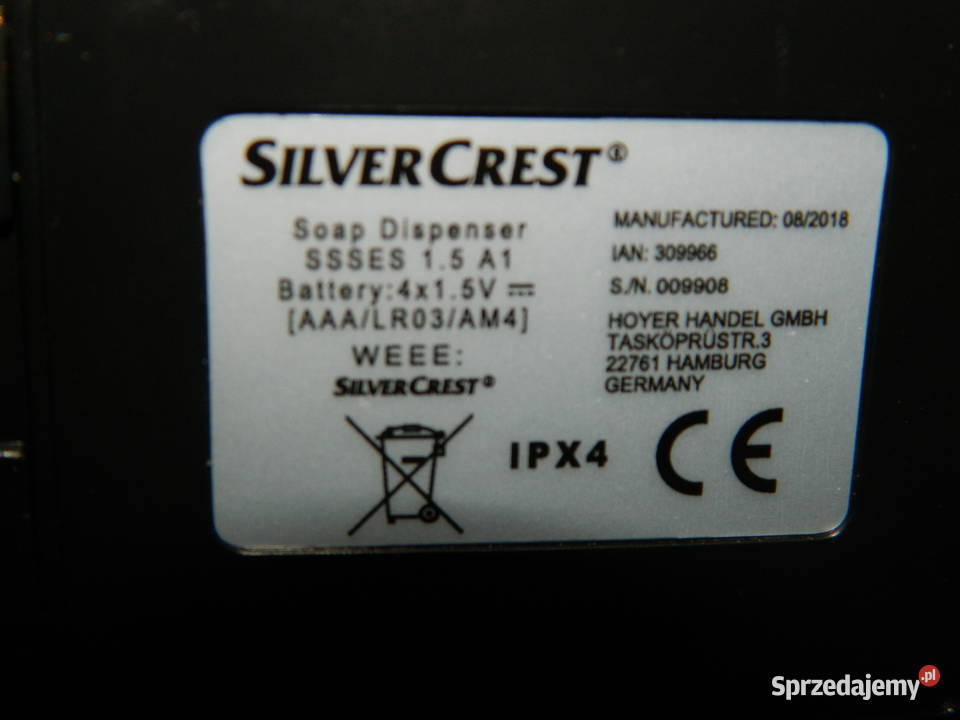 SILVERCREST®
Soap Dispenser
SSSES 1.5 A1
Battery:4x1.5V ⎓
[AAA/LR03/AM4]
WEEE:
SILVERCREST®
MANUFACTURED: 08/2018
IAN: 309966
S./N. 009908
HOYER HANDEL GMBH
TASKÖPRÜSTR.3
22761 HAMBURG
GERMANY
IPX4
CE
Sprzedajemy.pl